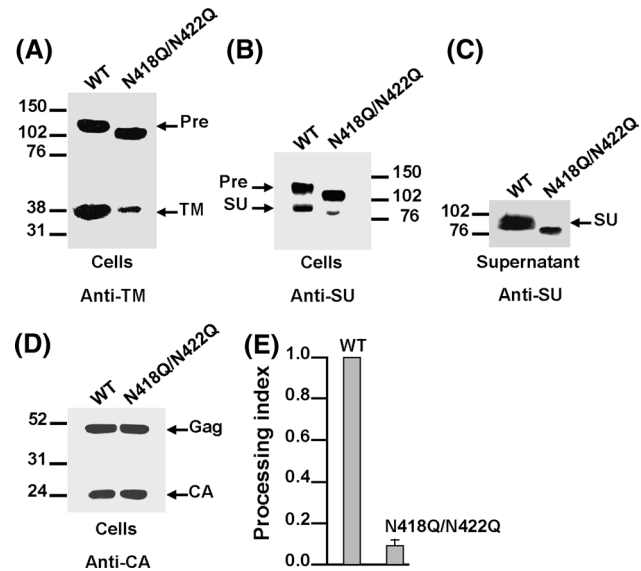 (A)
WT
N418Q/N422Q
150
102
76
38
31
Pre
TM
Cells
Anti-TM
(B)
WT
N418Q/N422Q
Pre
SU
150
102
76
Cells
Anti-SU
(C)
WT
N418Q/N422Q
102
76
SU
Supernatant
Anti-SU
(D)
WT
N418Q/N422Q
52
31
24
Gag
CA
Cells
Anti-CA
(E)
Processing index
1.0
0.8
0.6
0.4
0.2
0.0
WT
N418Q/N422Q